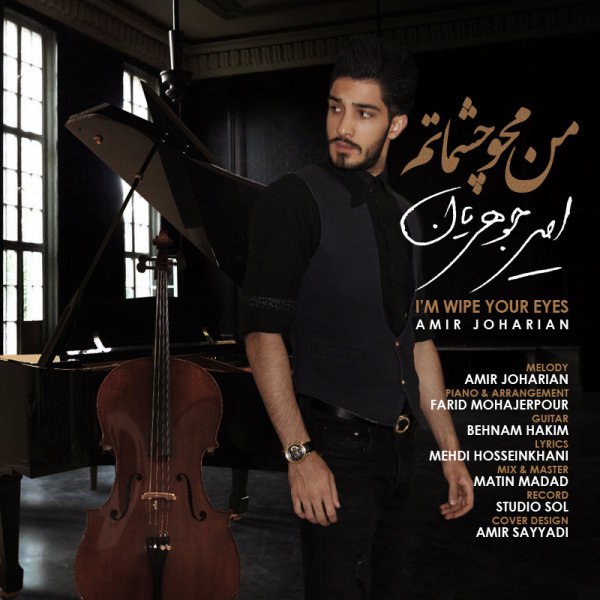 من محو چشماتم
امیر جوهریان
I'M WIPE YOUR EYES
AMIR JOHARIAN
MELODY
AMIR JOHARIAN
PIANO & ARRANGEMENT
FARID MOHAJERPOUR
GUITAR
BEHNAM HAKIM
LYRICS
MEHDI HOSSEINKHANI
MIX & MASTER
MATIN MADAD
RECORD
STUDIO SOL
COVER DESIGN
AMIR SAYYADI